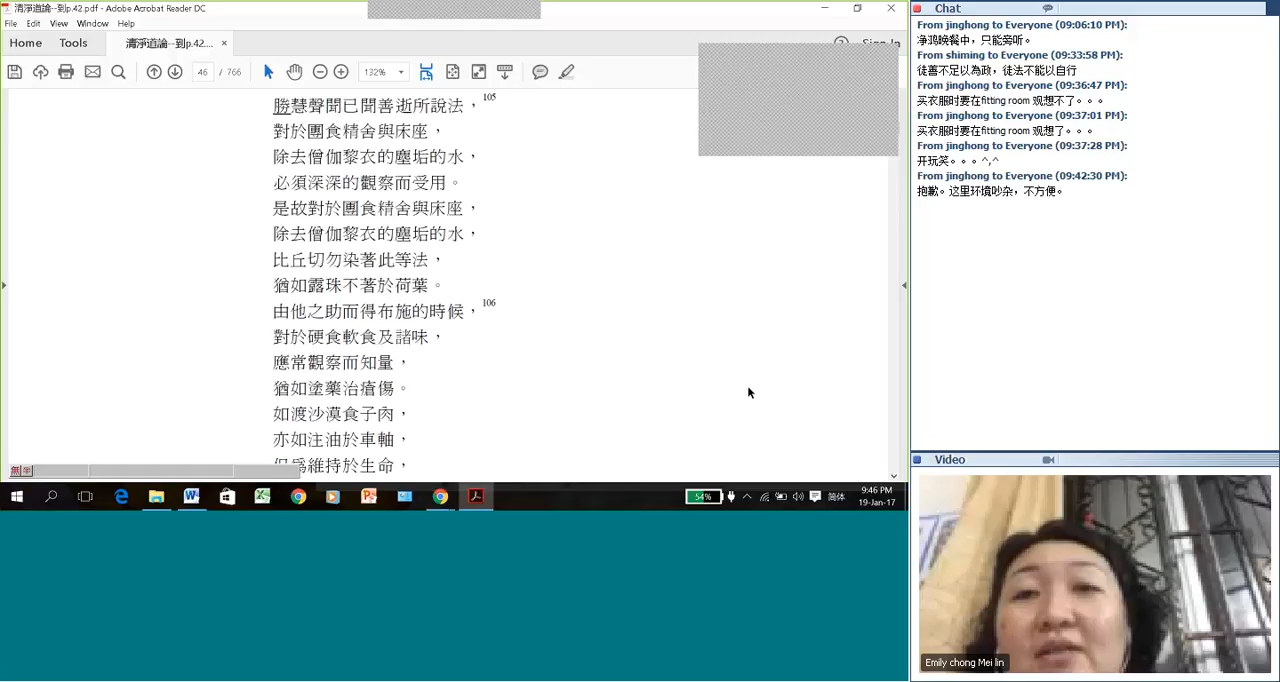 清淨道論--到p.42.pdf - Adobe Acrobat Reader DC
File Edit View Window Help
Home Tools 清淨道論--到p.42.... × Sign In
46 / 766 132%
勝慧聲聞已聞善逝所說法， 105
對於團食精舍與床座，
除去僧伽黎衣的塵垢的水，
必須深深的觀察而受用。
是故對於團食精舍與床座，
除去僧伽黎衣的塵垢的水，
比丘切勿染著此等法，
猶如露珠不著於荷葉。
由他之助而得布施的時候， 106
對於硬食軟食及諸味，
應常觀察而知量，
猶如塗藥治瘡傷。
如渡沙漠食子肉，
亦如注油於車軸，
但為維持於生命，
54% 简体 9:46 PM
19-Jan-17
Chat
From jinghong to Everyone (09:06:10 PM):
净鸿晚餐中，只能旁听。
From shiming to Everyone (09:33:58 PM):
徒善不足以為政，徒法不能以自行
From jinghong to Everyone (09:36:47 PM):
买衣服时要在fitting room 观想不了。。。
From jinghong to Everyone (09:37:01 PM):
买衣服时要在fitting room 观想了。。。
From jinghong to Everyone (09:37:28 PM):
开玩笑。。。^,^
From jinghong to Everyone (09:42:30 PM):
抱歉。这里环境吵杂，不方便。
Video
Emily chong Mei lin